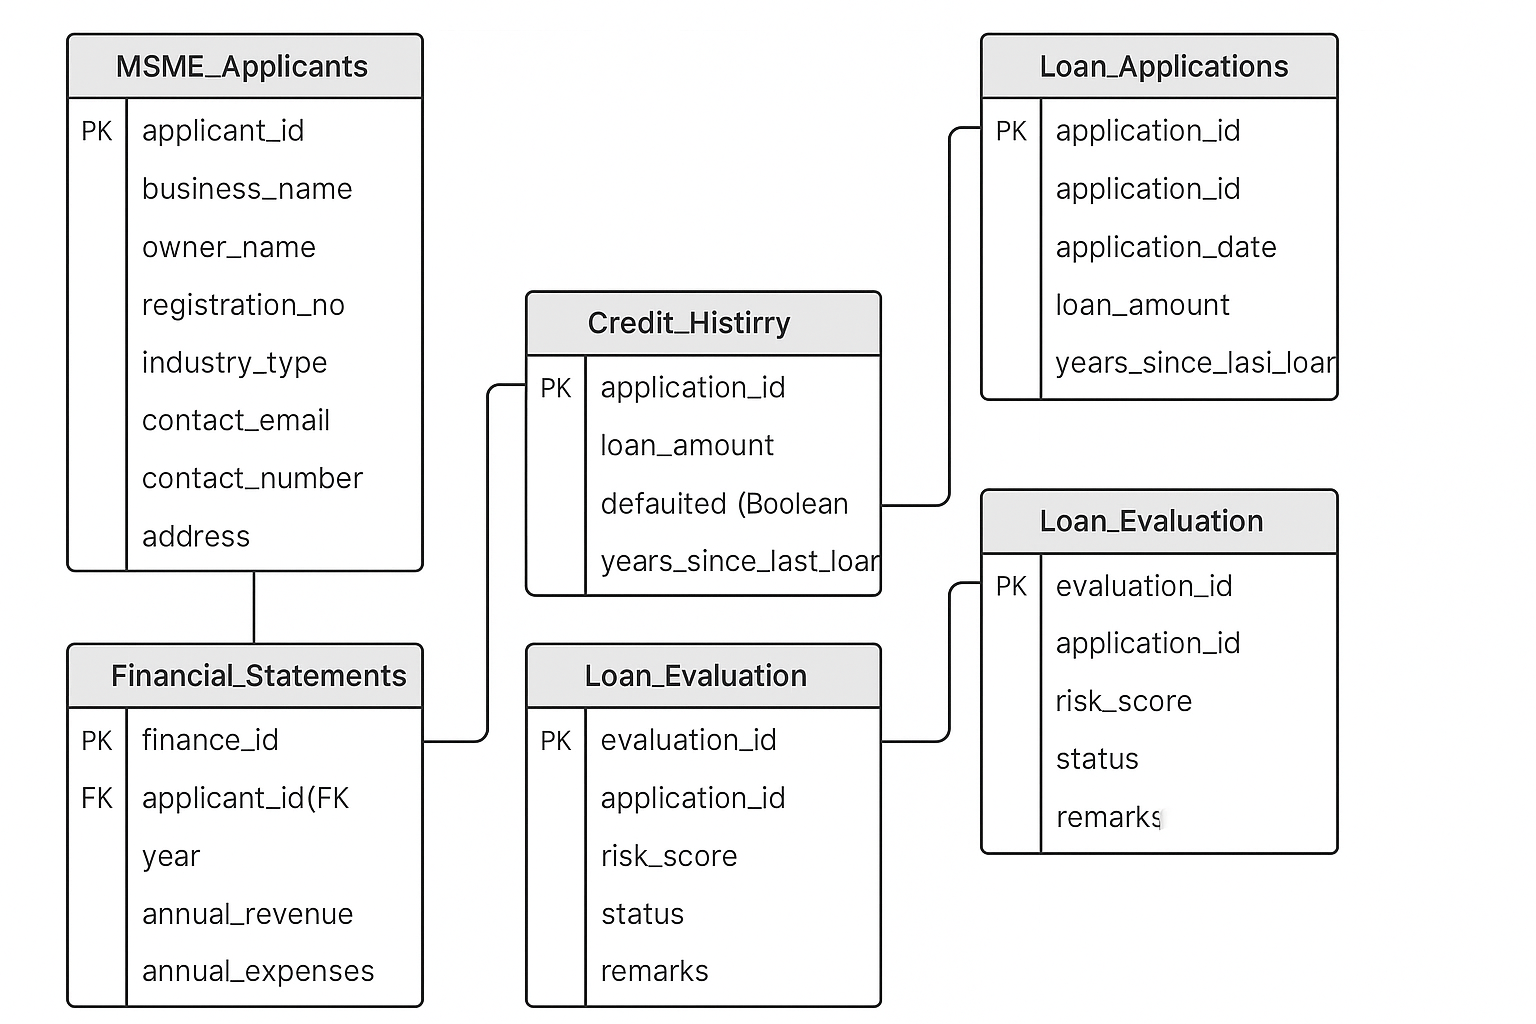 MSME_Applicants
PK applicant_id
business_name
owner_name
registration_no
industry_type
contact_email
contact_number
address
Financial_Statements
PK finance_id
FK applicant_id(FK
year
annual_revenue
annual_expenses
Credit_Histirry
PK application_id
loan_amount
defauited (Boolean
years_since_last_loar
Loan_Evaluation
PK evaluation_id
application_id
risk_score
status
remarks
Loan_Applications
PK application_id
application_id
application_date
loan_amount
years_since_lasi_loar
Loan_Evaluation
PK evaluation_id
application_id
risk_score
status
remarks